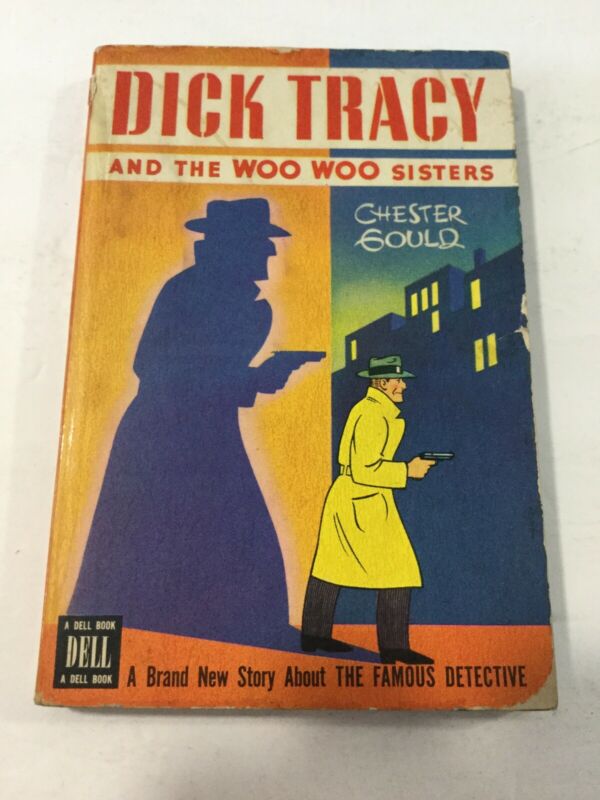 DICK TRACY
AND THE WOO WOO SISTERS
CHESTER
GOULD
A DELL BOOK
DELL
A DELL BOOK
A Brand New Story About THE FAMOUS DETECTIVE